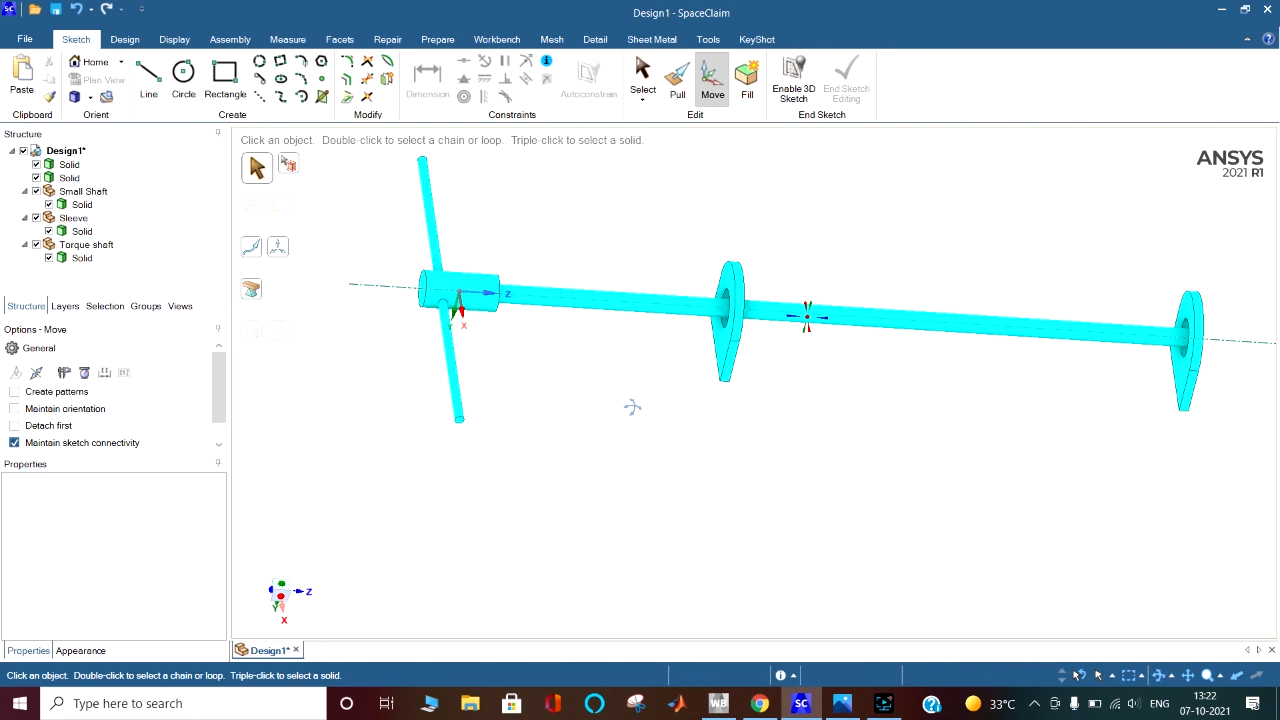 SC
Design1 - SpaceClaim
File Sketch Design Display Assembly Measure Facets Repair Prepare Workbench Mesh Detail Sheet Metal Tools KeyShot
Paste
Home
Plan View
Line
Circle
Rectangle
Dimension
Autoconstrain
Select
Pull
Move
Fill
Enable 3D Sketch
End Sketch Editing
Clipboard Orient Create Modify Constraints Edit End Sketch
Structure
Design1*
Solid
Solid
Small Shaft
Solid
Sleeve
Solid
Torque shaft
Solid
Structure Layers Selection Groups Views
Options - Move
General
XYZ
Create patterns
Maintain orientation
Detach first
Maintain sketch connectivity
Properties
Properties Appearance
Click an object. Double-click to select a chain or loop. Triple-click to select a solid.
ANSYS
2021 R1
Z
Y
X
Z
Y
X
Design1*
Click an object. Double-click to select a chain or loop. Triple-click to select a solid.
Type here to search
WB
SC
33°C
ENG
13:22
07-10-2021